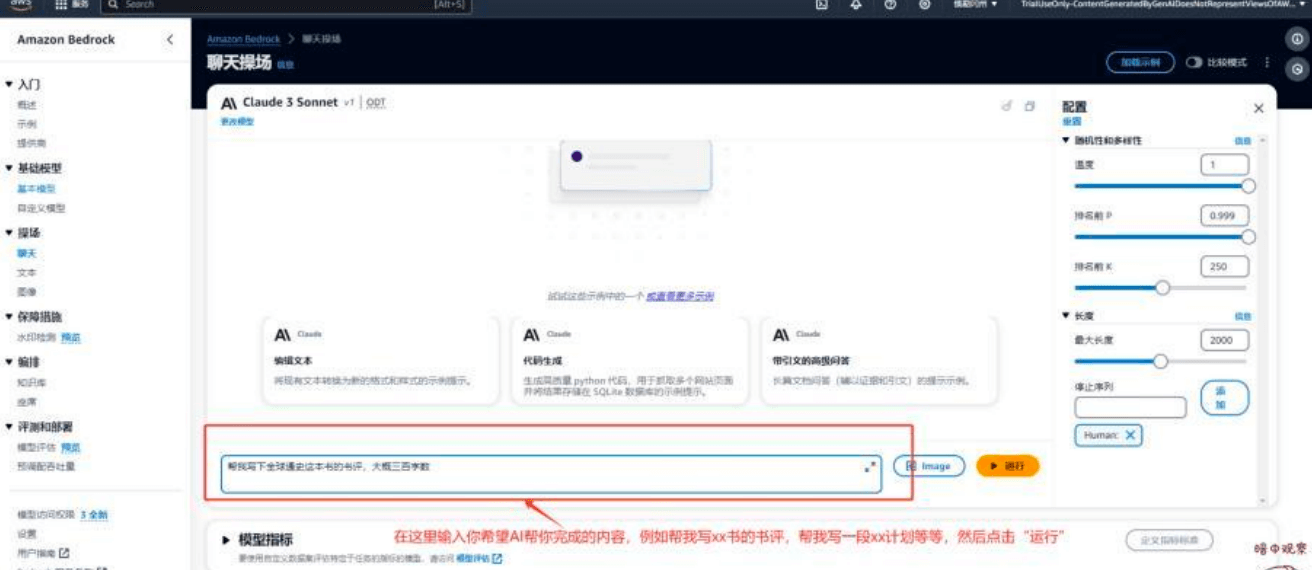 aws 服务 Search [Alt+S]
TrialUseOnly-ContentGeneratedByGenAIDoesNotRepresentViewsOfAW...
Amazon Bedrock
Amazon Bedrock > 聊天操场
聊天操场 信息
加载示例 比较模式
入门
概述
示例
提供商
基础模型
基本模型
自定义模型
操场
聊天
文本
图像
保障措施
水印检测 预览
编排
知识库
座席
评测和部署
模型评估 预览
预调配吞吐量
模型访问权限 3 全新
设置
用户指南
Claude 3 Sonnet v1 | ODT
更改模型
试试这些示例中的一个 或查看更多示例
Claude
编辑文本
将现有文本转换为新的格式和样式的示例提示。
Claude
代码生成
生成高质量 python 代码，用于抓取多个网站页面
并将结果存储在 SQLite 数据库的示例提示。
Claude
带引文的高级问答
长篇文档问答（辅以证据和引文）的提示示例。
帮我写下全球通史这本书的书评，大概三百字数
Image
运行
在这里输入你希望AI帮你完成的内容，例如帮我写xx书的书评，帮我写一段xx计划等等，然后点击“运行”
模型指标
要使用自定义数据集评估特定于任务的指标的模型，请访问 模型评估
定义指标标准
配置
重置
随机性和多样性 信息
温度 1
排名前 P 0.999
排名前 K 250
长度 信息
最大长度 2000
停止序列
添加
Human:
暗中观察